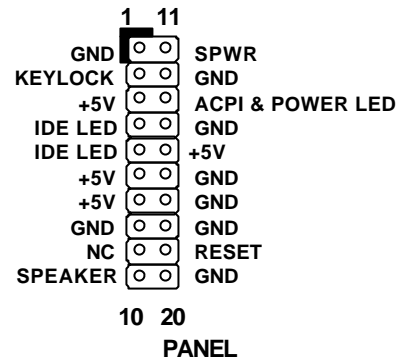 1 11
GND SPWR
KEYLOCK GND
+5V ACPI & POWER LED
IDE LED GND
IDE LED +5V
+5V GND
+5V GND
GND GND
NC RESET
SPEAKER GND
10 20
PANEL